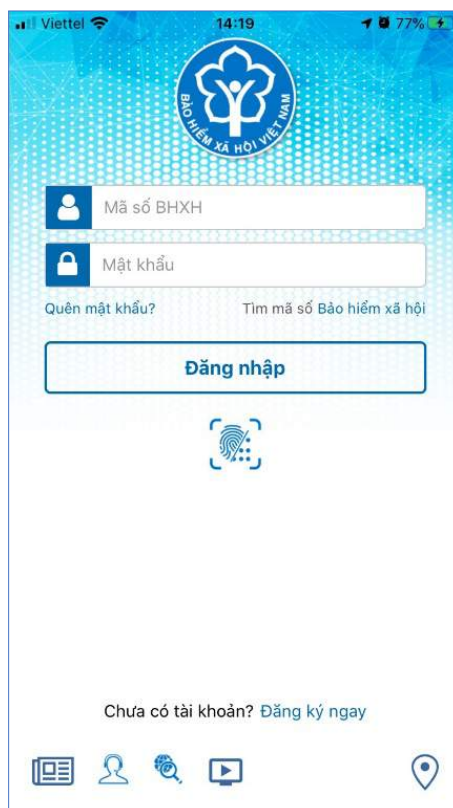 Viettel 14:19 77%
BẢO HIỂM XÃ HỘI VIỆT NAM
Mã số BHXH
Mật khẩu
Quên mật khẩu? Tìm mã số Bảo hiểm xã hội
Đăng nhập
Chưa có tài khoản? Đăng ký ngay